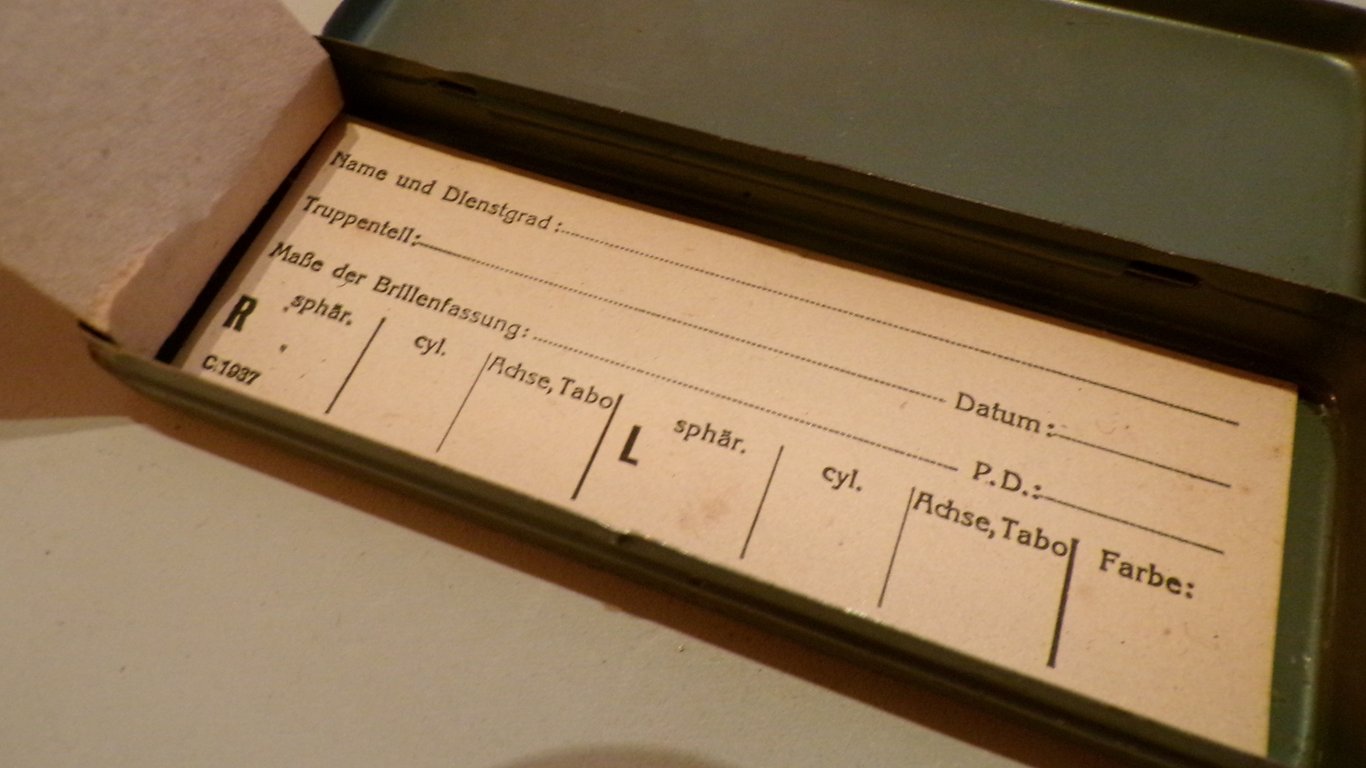 Name und Dienstgrad:
Truppenteil: Datum:
Maße der Brillenfassung: P.D.:
R sphär. cyl. Achse, Tabo L sphär. cyl. Achse, Tabo Farbe:
C.1937